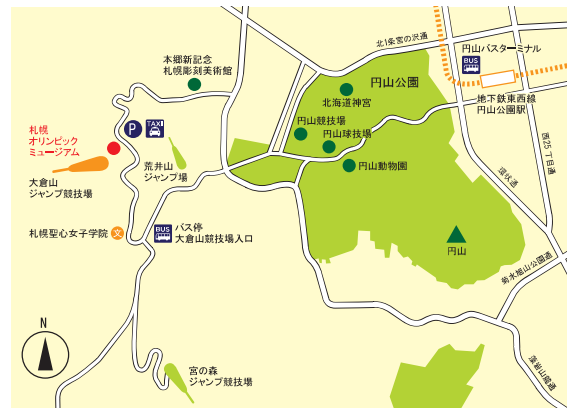 本郷新記念
札幌彫刻美術館
北1条宮の沢通
円山バスターミナル
BUS
円山公園
北海道神宮
地下鉄東西線
円山公園駅
P
TAXI
札幌
オリンピック
ミュージアム
円山競技場
円山球技場
荒井山
ジャンプ場
円山動物園
西25丁目通
環状通
大倉山
ジャンプ競技場
札幌聖心女子学院
文
BUS
バス停
大倉山競技場入口
円山
菊水旭山公園通
N
宮の森
ジャンプ競技場
藻岩山麓通